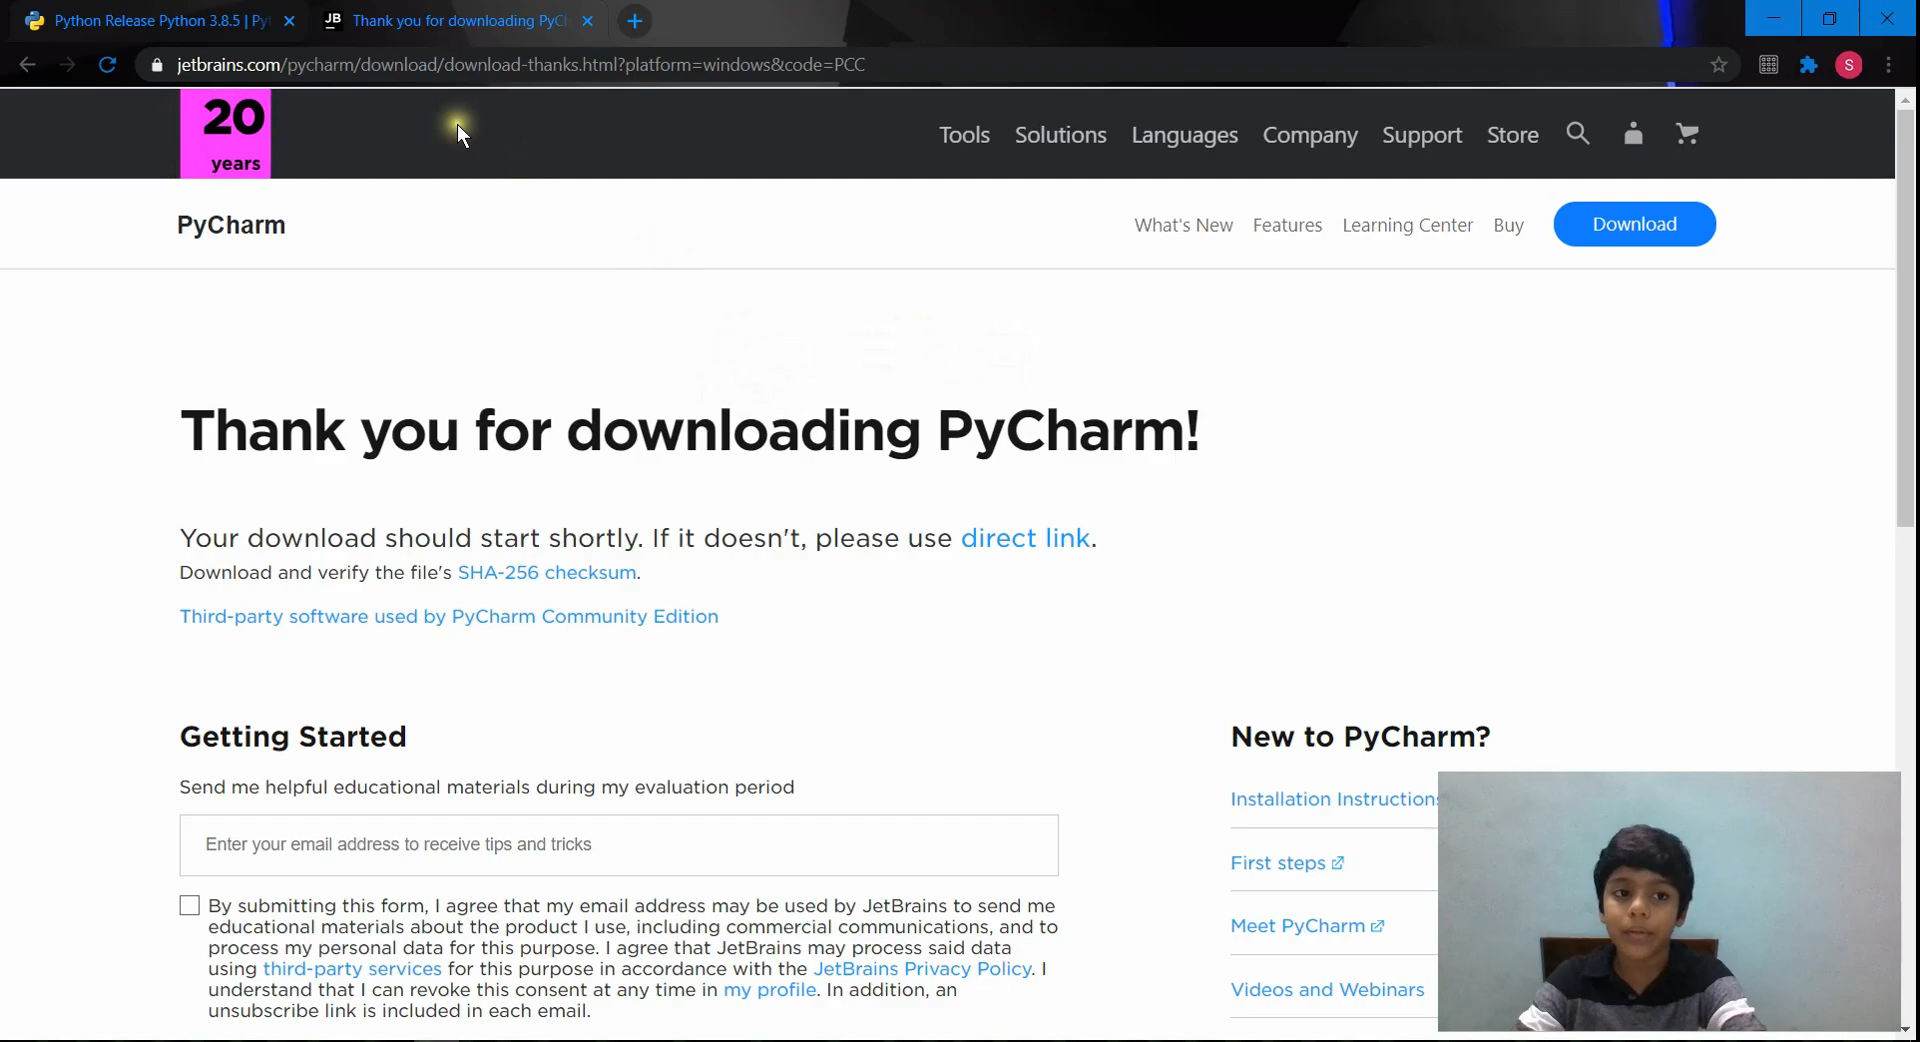 Python Release Python 3.8.5 | Py
JB
Thank you for downloading PyC
jetbrains.com/pycharm/download/download-thanks.html?platform=windows&code=PCC
S
20
years
Tools Solutions Languages Company Support Store
PyCharm
What's New Features Learning Center Buy Download
Thank you for downloading PyCharm!
Your download should start shortly. If it doesn't, please use direct link.
Download and verify the file's SHA-256 checksum.
Third-party software used by PyCharm Community Edition
Getting Started
Send me helpful educational materials during my evaluation period
Enter your email address to receive tips and tricks
By submitting this form, I agree that my email address may be used by JetBrains to send me
educational materials about the product I use, including commercial communications, and to
process my personal data for this purpose. I agree that JetBrains may process said data
using third-party services for this purpose in accordance with the JetBrains Privacy Policy. I
understand that I can revoke this consent at any time in my profile. In addition, an
unsubscribe link is included in each email.
New to PyCharm?
Installation Instructions
First steps
Meet PyCharm
Videos and Webinars